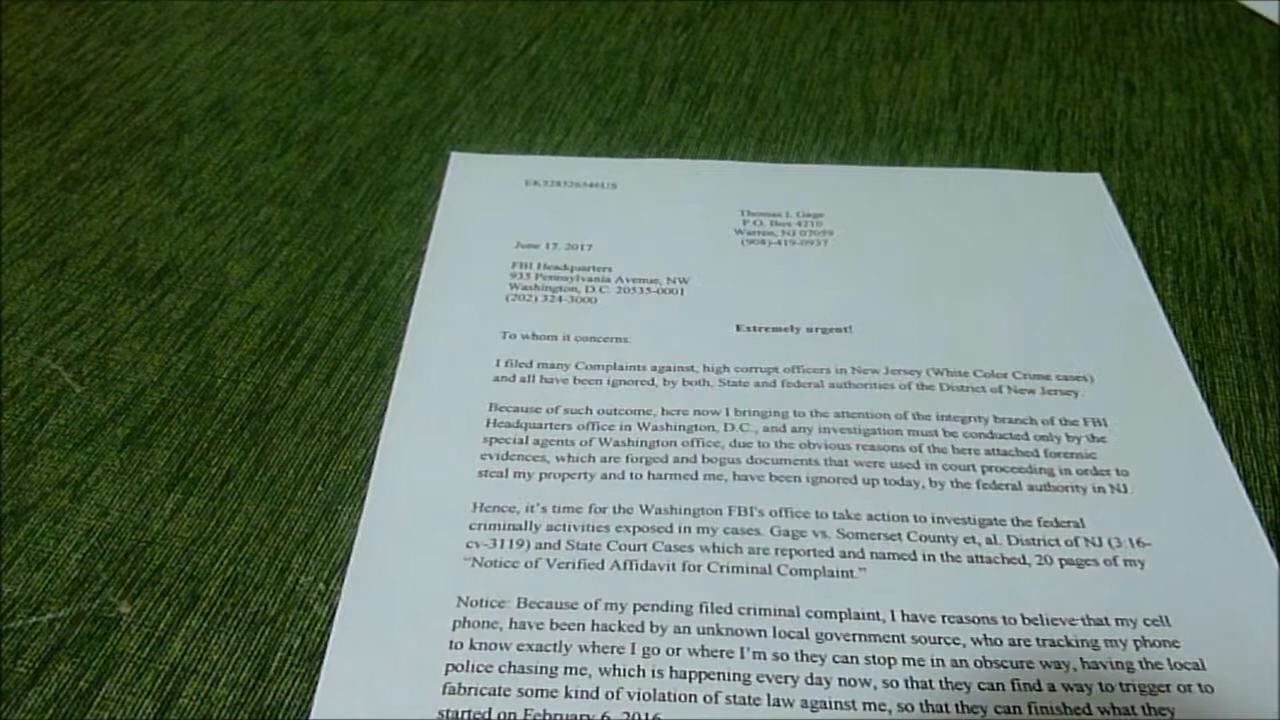 EK328326546US
Thomas I. Gage
P.O. Box 4210
Warren, NJ 07059
(908)-419-0937
June 17, 2017
FBI Headquarters
935 Pennsylvania Avenue, NW
Washington, D.C. 20535-0001
(202) 324-3000
Extremely urgent!
To whom it concerns:
I filed many Complaints against, high corrupt officers in New Jersey (White Color Crime cases)
and all have been ignored, by both, State and federal authorities of the District of New Jersey.
Because of such outcome, here now I bringing to the attention of the integrity branch of the FBI
Headquarters office in Washington, D.C., and any investigation must be conducted only by the
special agents of Washington office, due to the obvious reasons of the here attached forensic
evidences, which are forged and bogus documents that were used in court proceeding in order to
steal my property and to harmed me, have been ignored up today, by the federal authority in NJ.
Hence, it's time for the Washington FBI's office to take action to investigate the federal
criminally activities exposed in my cases. Gage vs. Somerset County et, al. District of NJ (3:16-
cv-3119) and State Court Cases which are reported and named in the attached, 20 pages of my
“Notice of Verified Affidavit for Criminal Complaint.”
Notice: Because of my pending filed criminal complaint, I have reasons to believe that my cell
phone, have been hacked by an unknown local government source, who are tracking my phone
to know exactly where I go or where I'm so they can stop me in an obscure way, having the local
police chasing me, which is happening every day now, so that they can find a way to trigger or to
fabricate some kind of violation of state law against me, so that they can finished what they
started on February 6, 2016